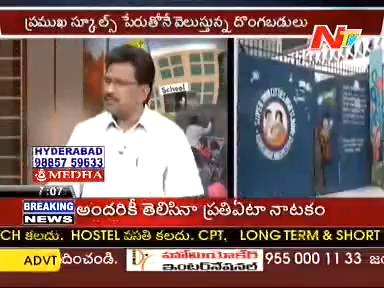 ప్రముఖ స్కూల్స్ పేరుతోనే వెలుస్తున్న దొంగబడులు
NTV
School
HYDERABAD
98857 59633
శ్రీ MEDHA
7:07
BREAKING NEWS
అందరికీ తెలిసినా ప్రతిఏటా నాటకం
CH కలదు. HOSTEL వసతి కలదు. CPT, LONG TERM & SHORT
ADVT
దించండి.
హోమియోకేర్
ఇంటర్నేషనల్
955 000 11 33